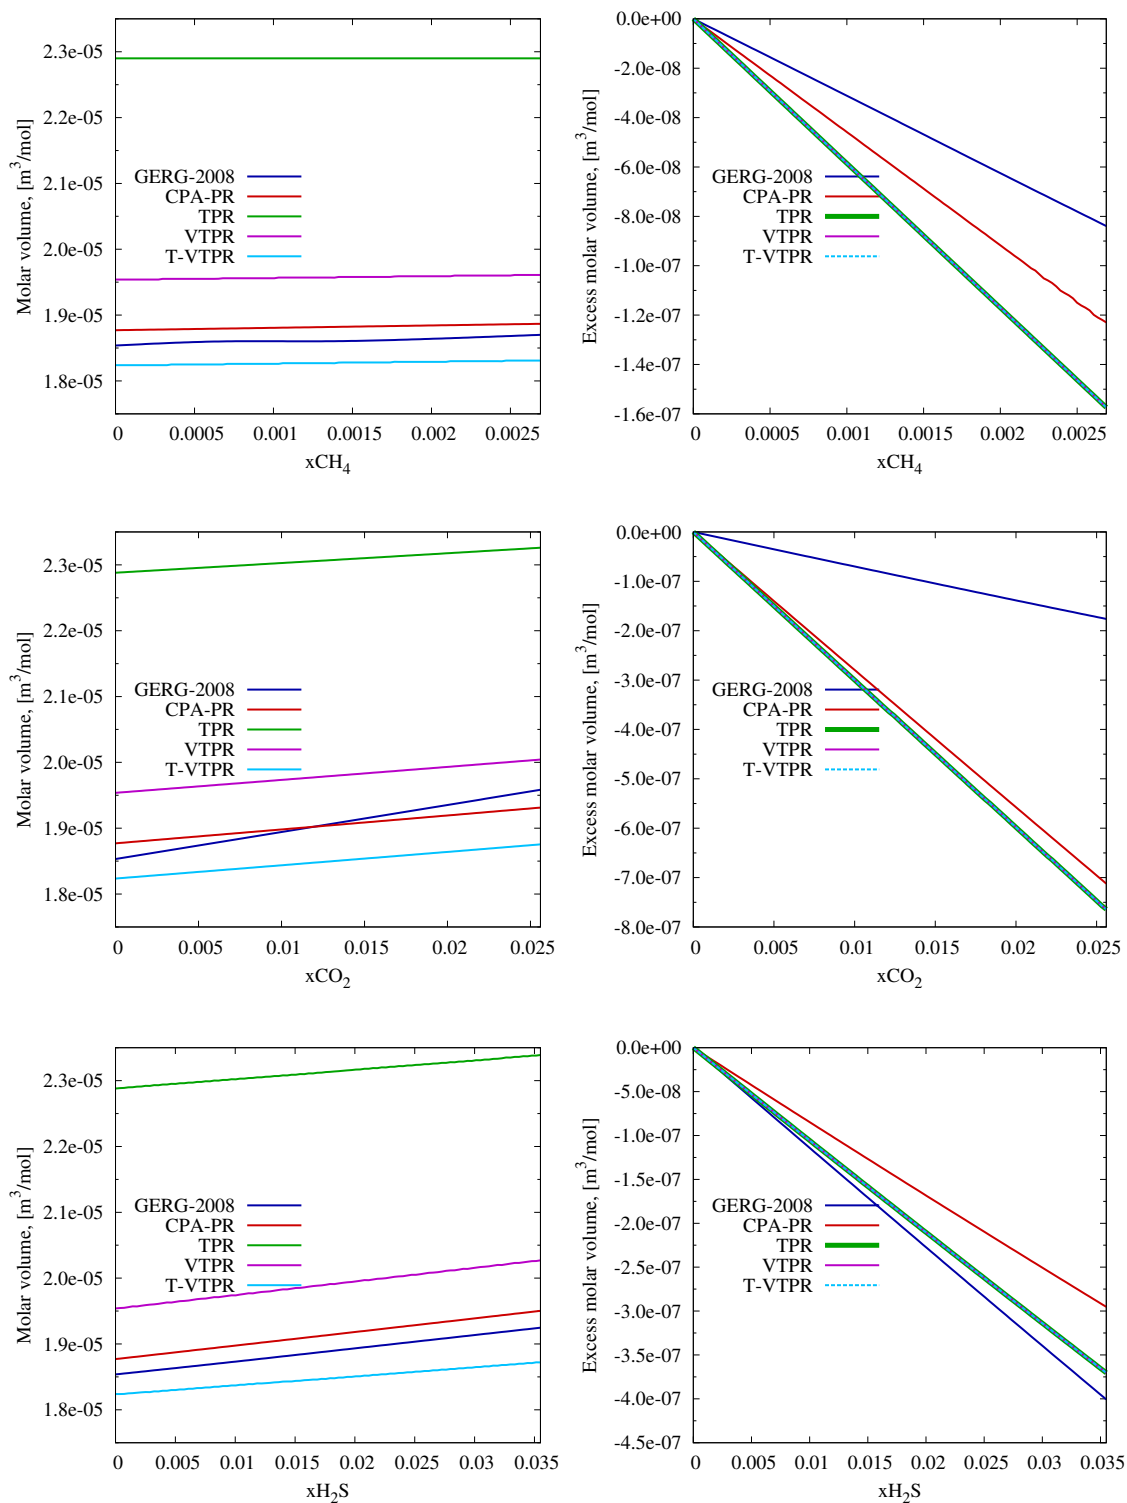 Molar volume, [m³/mol]
2.3e-05
2.2e-05
2.1e-05
2.0e-05
1.9e-05
1.8e-05
GERG-2008
CPA-PR
TPR
VTPR
T-VTPR
0 0.0005 0.001 0.0015 0.002 0.0025
xCH₄
Excess molar volume, [m³/mol]
0.0e+00
-2.0e-08
-4.0e-08
-6.0e-08
-8.0e-08
-1.0e-07
-1.2e-07
-1.4e-07
-1.6e-07
GERG-2008
CPA-PR
TPR
VTPR
T-VTPR
0 0.0005 0.001 0.0015 0.002 0.0025
xCH₄
Molar volume, [m³/mol]
2.3e-05
2.2e-05
2.1e-05
2.0e-05
1.9e-05
1.8e-05
GERG-2008
CPA-PR
TPR
VTPR
T-VTPR
0 0.005 0.01 0.015 0.02 0.025
xCO₂
Excess molar volume, [m³/mol]
0.0e+00
-1.0e-07
-2.0e-07
-3.0e-07
-4.0e-07
-5.0e-07
-6.0e-07
-7.0e-07
-8.0e-07
GERG-2008
CPA-PR
TPR
VTPR
T-VTPR
0 0.005 0.01 0.015 0.02 0.025
xCO₂
Molar volume, [m³/mol]
2.3e-05
2.2e-05
2.1e-05
2.0e-05
1.9e-05
1.8e-05
GERG-2008
CPA-PR
TPR
VTPR
T-VTPR
0 0.005 0.01 0.015 0.02 0.025 0.03 0.035
xH₂S
Excess molar volume, [m³/mol]
0.0e+00
-5.0e-08
-1.0e-07
-1.5e-07
-2.0e-07
-2.5e-07
-3.0e-07
-3.5e-07
-4.0e-07
-4.5e-07
GERG-2008
CPA-PR
TPR
VTPR
T-VTPR
0 0.005 0.01 0.015 0.02 0.025 0.03 0.035
xH₂S